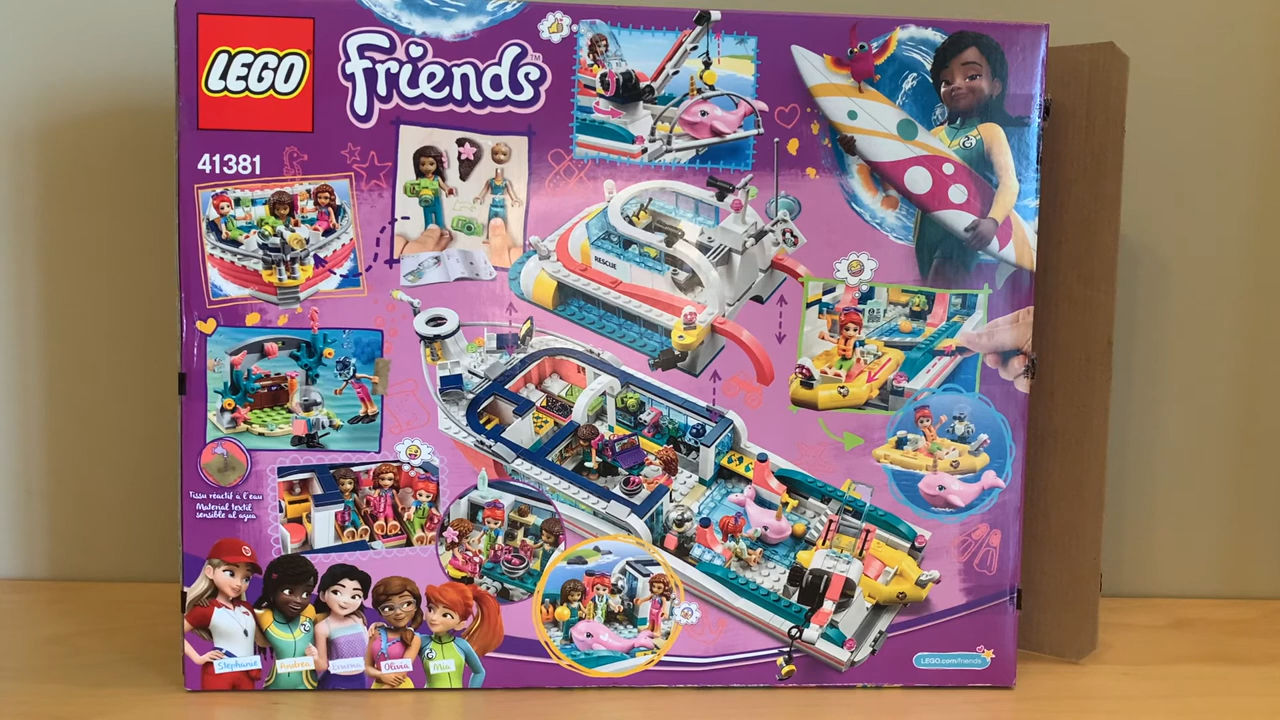 LEGO
friends™
41381
RESCUE
Tissu réactif à l'eau
Material textil
sensible al agua
Stephanie
Andrea
Emma
Olivia
Mia
LEGO.com/friends